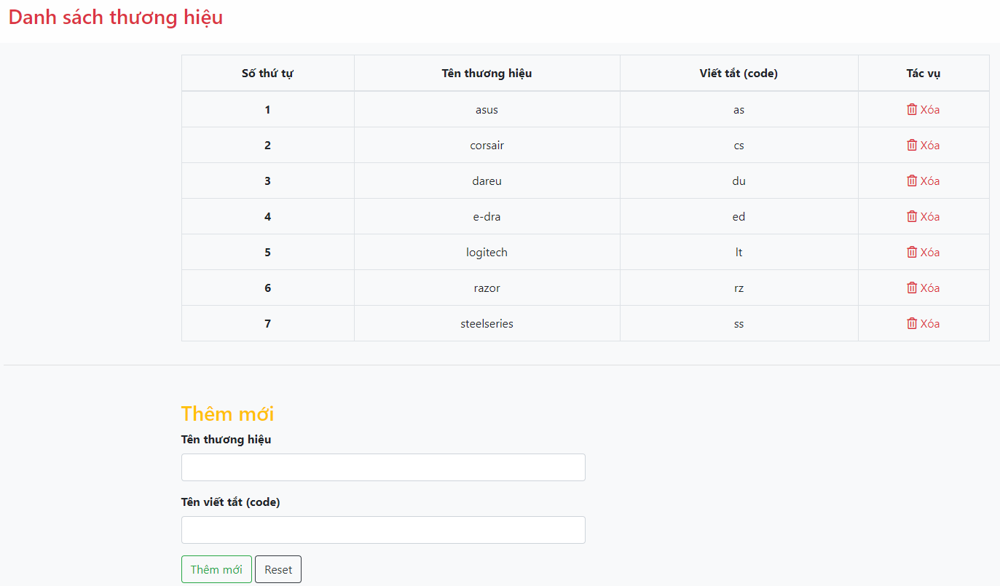 Danh sách thương hiệu
Số thứ tự Tên thương hiệu Viết tắt (code) Tác vụ
1 asus as Xóa
2 corsair cs Xóa
3 dareu du Xóa
4 e-dra ed Xóa
5 logitech lt Xóa
6 razor rz Xóa
7 steelseries ss Xóa
Thêm mới
Tên thương hiệu
Tên viết tắt (code)
Thêm mới Reset